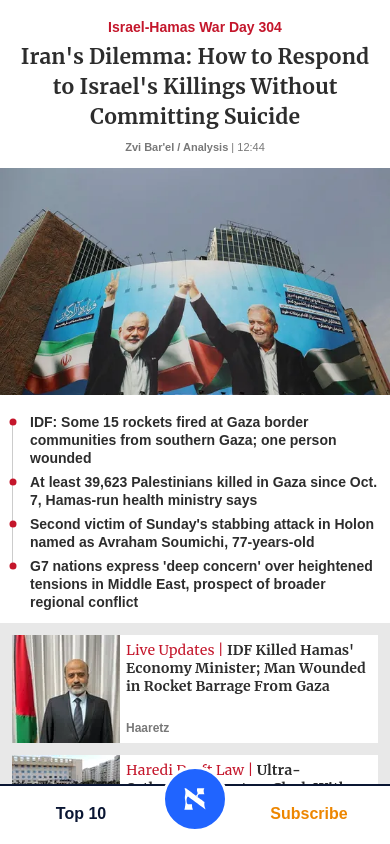 Israel-Hamas War Day 304
Iran's Dilemma: How to Respond
to Israel's Killings Without
Committing Suicide
Zvi Bar'el / Analysis | 12:44
IDF: Some 15 rockets fired at Gaza border
communities from southern Gaza; one person
wounded
At least 39,623 Palestinians killed in Gaza since Oct.
7, Hamas-run health ministry says
Second victim of Sunday's stabbing attack in Holon
named as Avraham Soumichi, 77-years-old
G7 nations express 'deep concern' over heightened
tensions in Middle East, prospect of broader
regional conflict
Live Updates | IDF Killed Hamas'
Economy Minister; Man Wounded
in Rocket Barrage From Gaza
Haaretz
Haredi Draft Law | Ultra-
Top 10
Subscribe